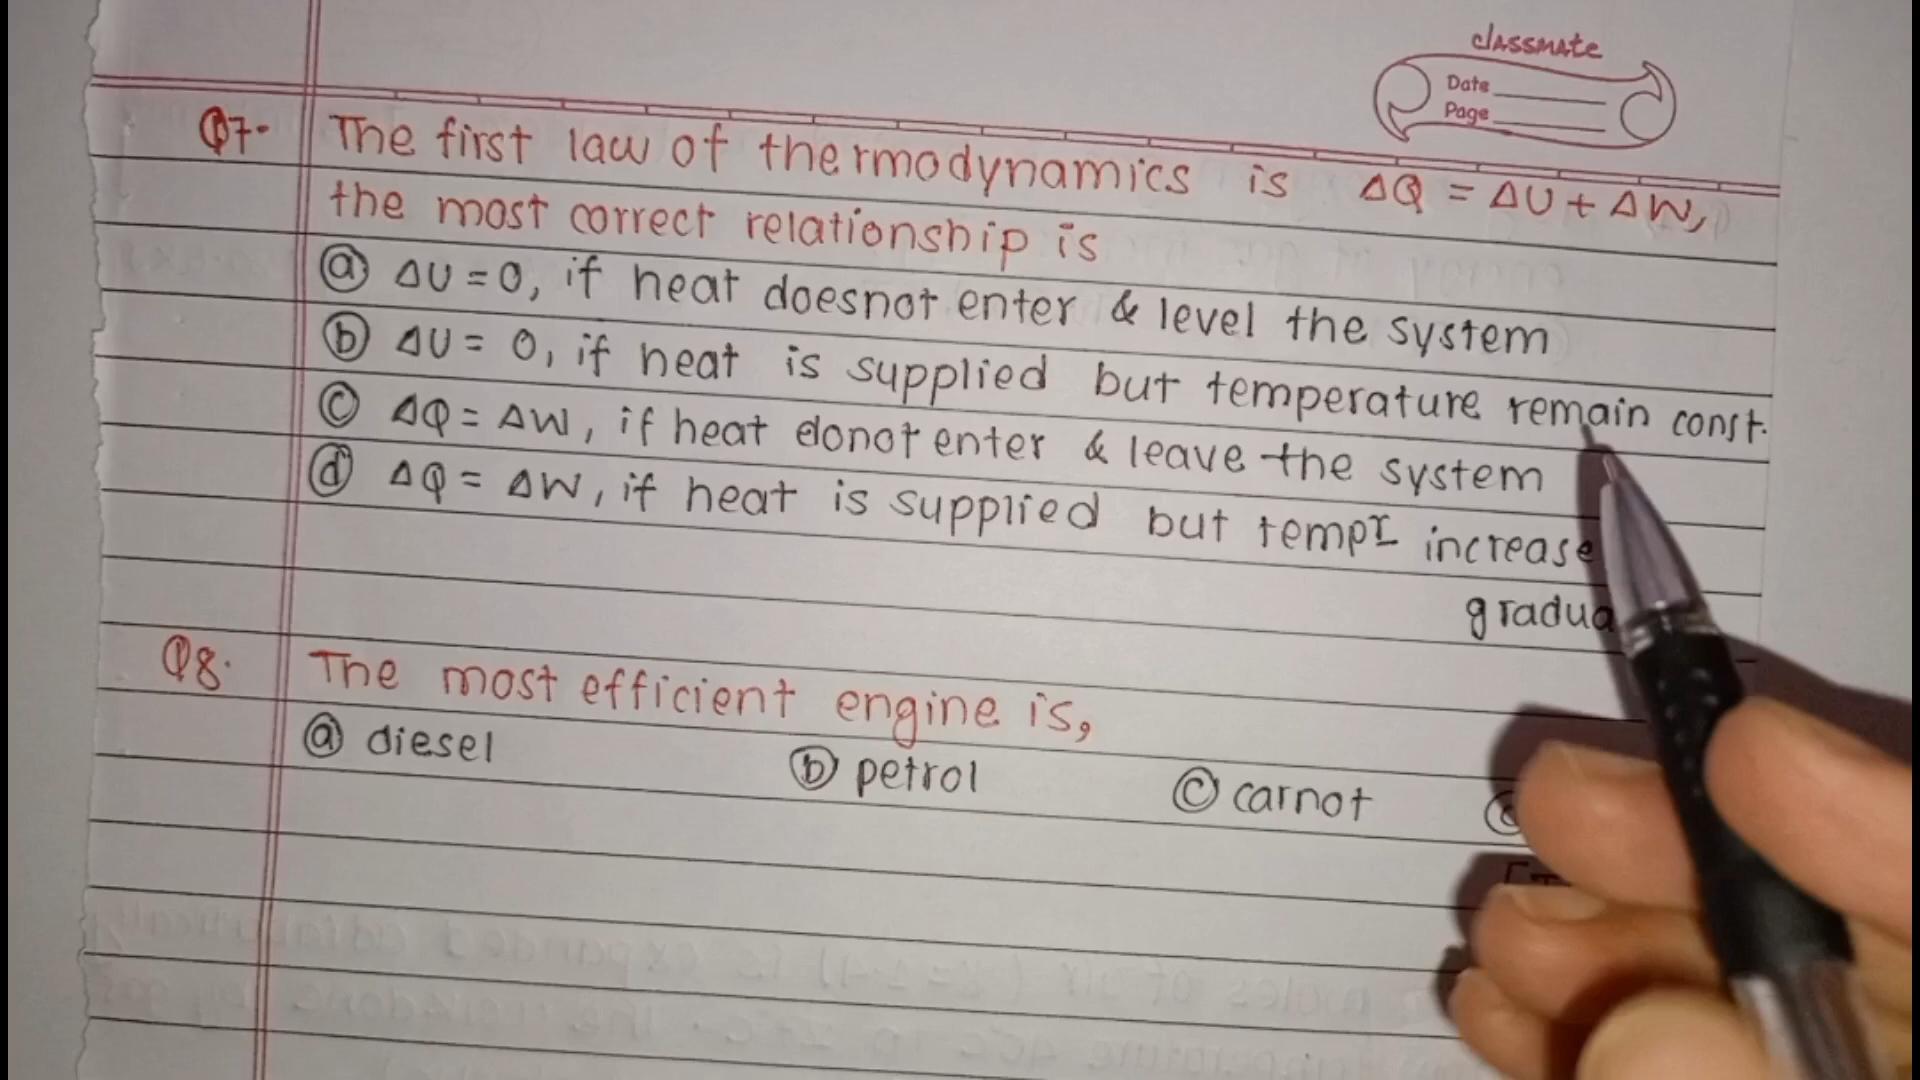 classmate
Date
Page
Q7. The first law of thermodynamics is ΔQ = ΔU + ΔW,
the most correct relationship is
(a) ΔU = 0, if heat doesnot enter & level the system
(b) ΔU = 0, if heat is supplied but temperature remain const.
(c) ΔQ = ΔW, if heat donot enter & leave the system
(d) ΔQ = ΔW, if heat is supplied but tempr increase
Q8. The most efficient engine is,
(a) diesel (b) petrol (c) carnot